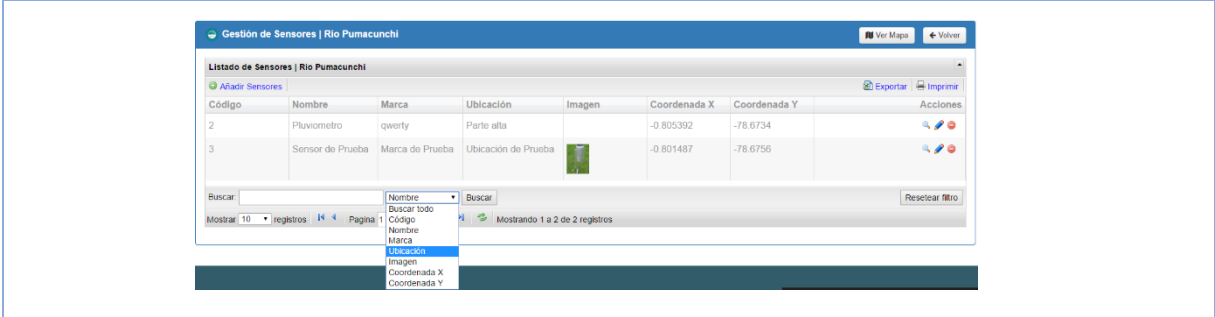 Gestión de Sensores | Rio Pumacunchi Ver Mapa Volver
Listado de Sensores | Rio Pumacunchi
Añadir Sensores Exportar Imprimir
Código Nombre Marca Ubicación Imagen Coordenada X Coordenada Y Acciones
2 Pluviometro qwerty Parte alta -0.805392 -78.6734
3 Sensor de Prueba Marca de Prueba Ubicación de Prueba -0.801487 -78.6756
Buscar: Nombre Buscar Resetear filtro
Buscar todo
Mostrar 10 registros Pagina 1 Código Mostrando 1 a 2 de 2 registros
Nombre
Marca
Ubicación
Imagen
Coordenada X
Coordenada Y